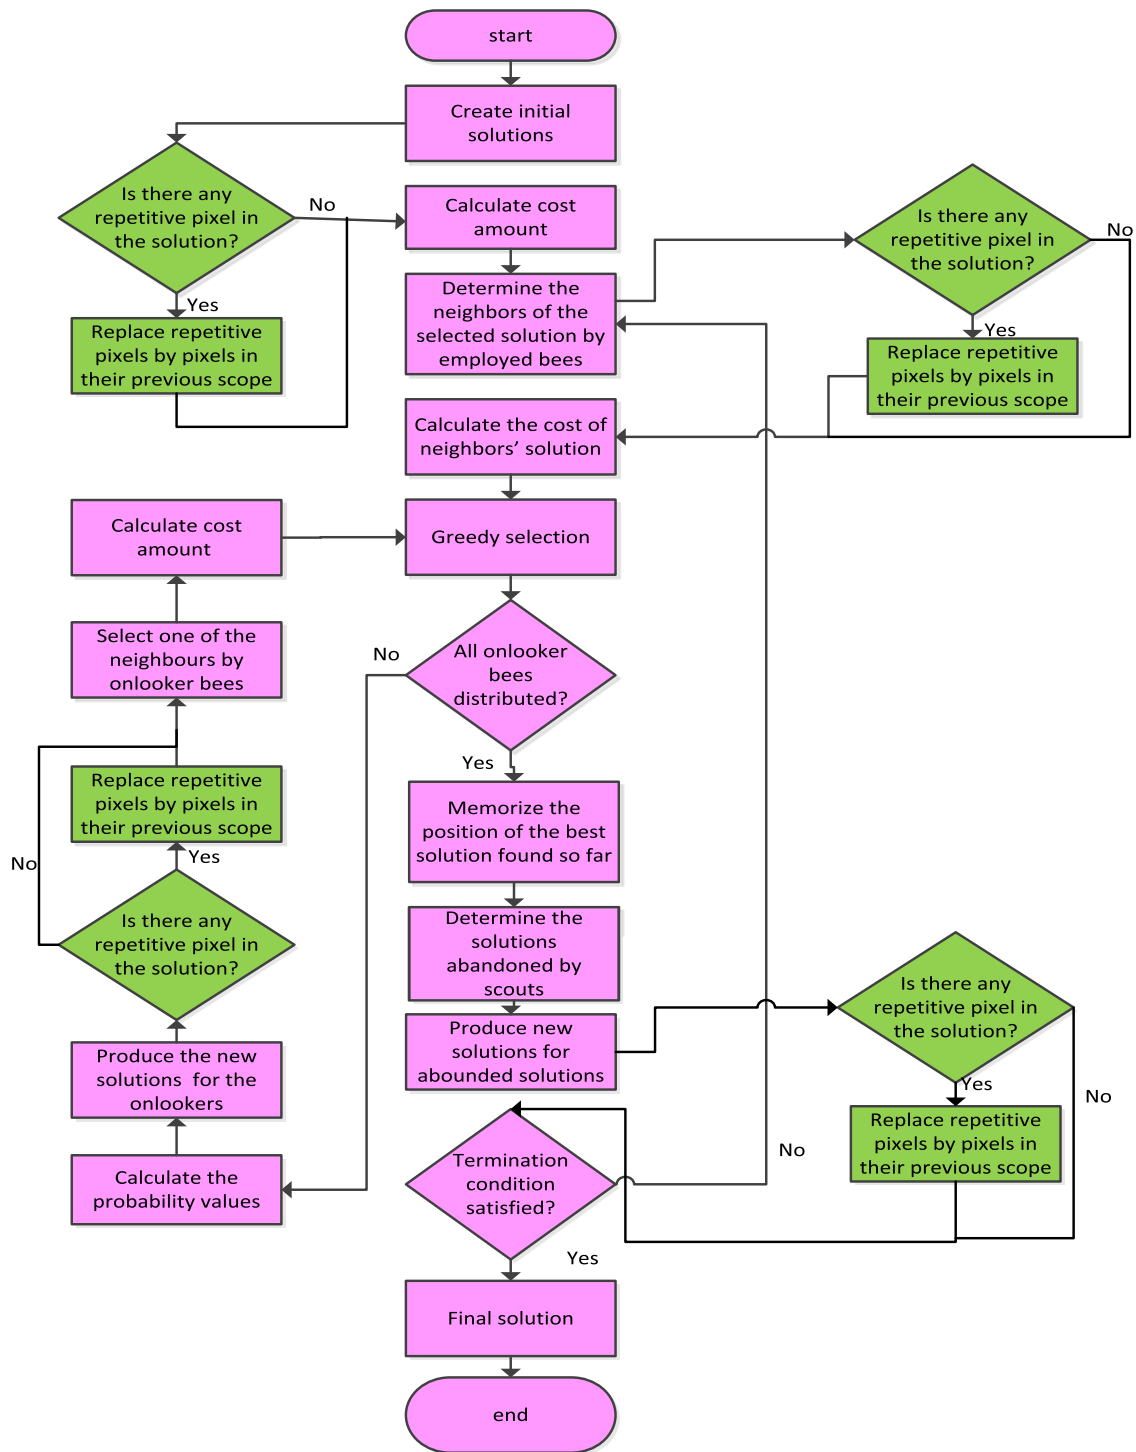 start
Create initial
solutions
Is there any
repetitive pixel in
the solution?
No
Yes
Replace repetitive
pixels by pixels in
their previous scope
Calculate cost
amount
Determine the
neighbors of the
selected solution by
employed bees
Is there any
repetitive pixel in
the solution?
No
Yes
Replace repetitive
pixels by pixels in
their previous scope
Calculate the cost of
neighbors’ solution
Greedy selection
Calculate cost
amount
Select one of the
neighbours by
onlooker bees
Replace repetitive
pixels by pixels in
their previous scope
No
Yes
Is there any
repetitive pixel in
the solution?
Produce the new
solutions for the
onlookers
Calculate the
probability values
No
All onlooker
bees
distributed?
Yes
Memorize the
position of the best
solution found so far
Determine the
solutions
abandoned by
scouts
Produce new
solutions for
abounded solutions
Is there any
repetitive pixel in
the solution?
Yes
No
Replace repetitive
pixels by pixels in
their previous scope
Termination
condition
satisfied?
No
Yes
Final solution
end